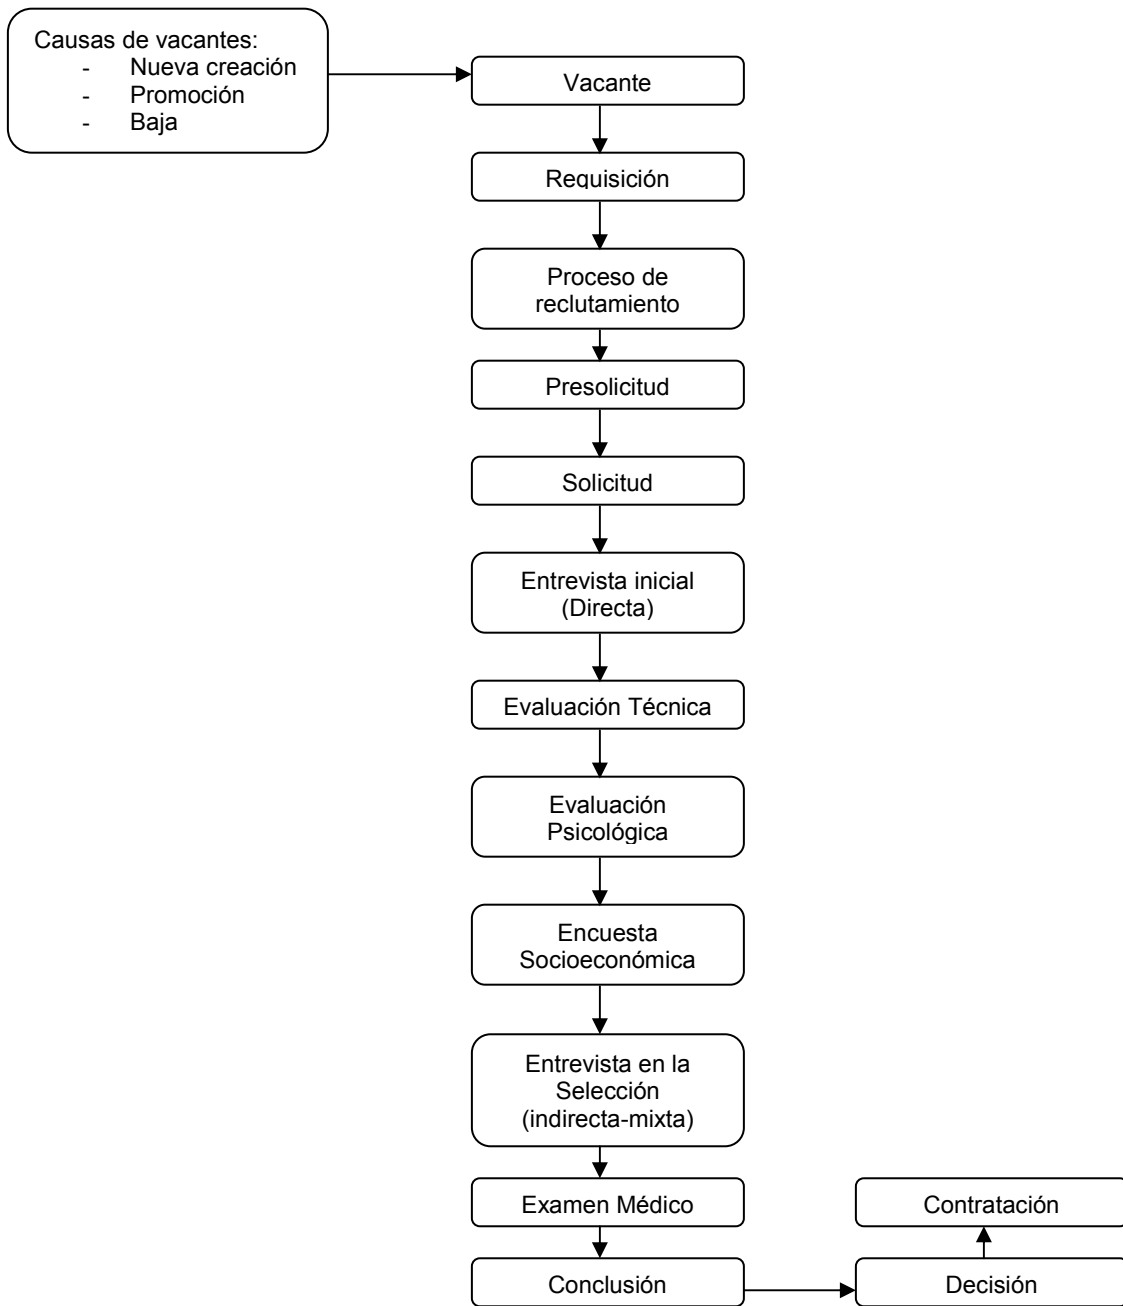 Causas de vacantes:
- Nueva creación
- Promoción
- Baja
Vacante
Requisición
Proceso de
reclutamiento
Presolicitud
Solicitud
Entrevista inicial
(Directa)
Evaluación Técnica
Evaluación
Psicológica
Encuesta
Socioeconómica
Entrevista en la
Selección
(indirecta-mixta)
Examen Médico
Contratación
Conclusión
Decisión